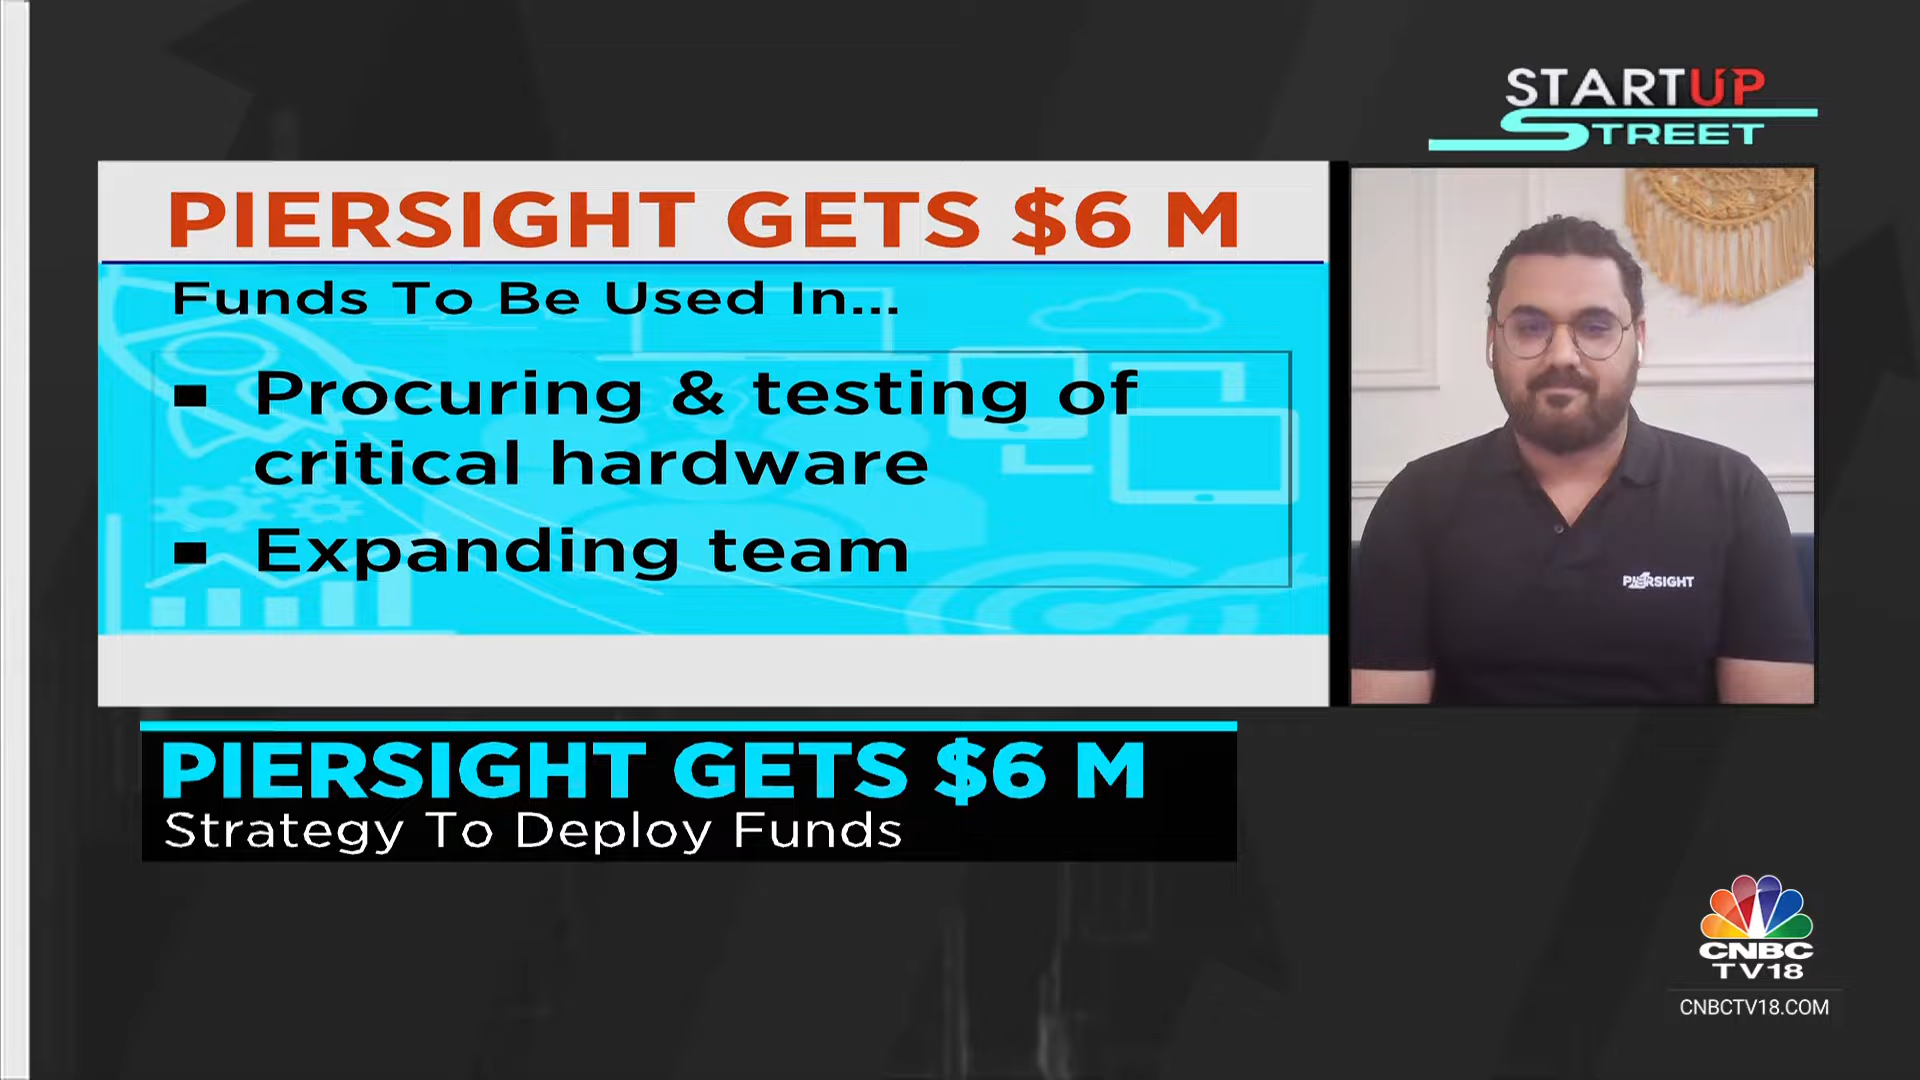 STARTUP
STREET
PIERSIGHT GETS $6 M
Funds To Be Used In...
▪ Procuring & testing of
critical hardware
▪ Expanding team
PIERSIGHT
PIERSIGHT GETS $6 M
Strategy To Deploy Funds
CNBC
TV18
CNBCTV18.COM